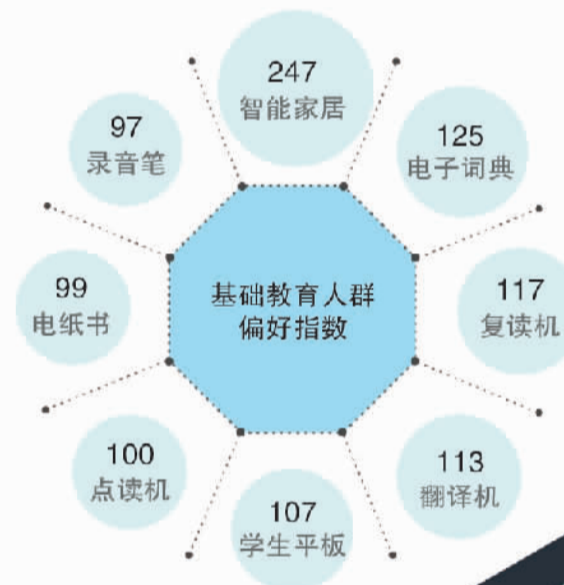 247
智能家居
125
电子词典
117
复读机
113
翻译机
107
学生平板
100
点读机
99
电纸书
97
录音笔
基础教育人群
偏好指数